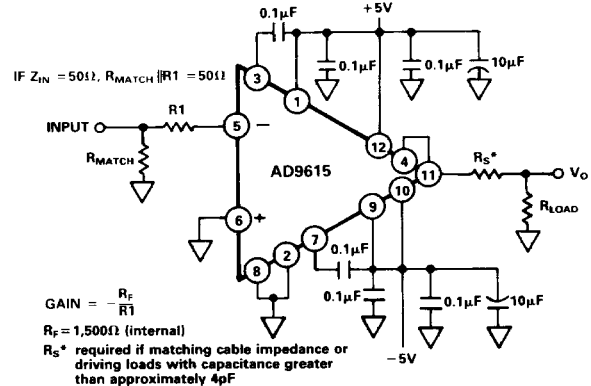 0.1µF
+5V
IF Z_IN = 50Ω, R_MATCH ∥ R1 = 50Ω
3
0.1µF
0.1µF
10µF
1
R1
INPUT
5
−
R_MATCH
12
4
R_S*
V_O
AD9615
11
10
R_LOAD
6
+
9
7
0.1µF
2
8
0.1µF
0.1µF
10µF
GAIN = −R_F/R1
R_F = 1,500Ω (internal)
−5V
R_S* required if matching cable impedance or
driving loads with capacitance greater
than approximately 4pF